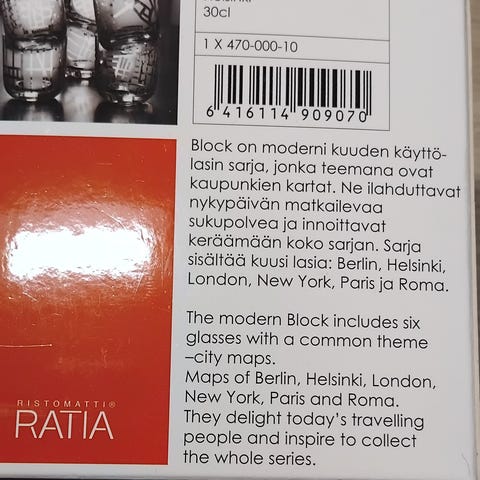 30cl
1 X 470-000-10
6 416114 909070
Block on moderni kuuden käyttö-
lasin sarja, jonka teemana ovat
kaupunkien kartat. Ne ilahduttavat
nykypäivän matkailevaa
sukupolvea ja innoittavat
keräämään koko sarjan. Sarja
sisältää kuusi lasia: Berlin, Helsinki,
London, New York, Paris ja Roma.
The modern Block includes six
glasses with a common theme
–city maps.
Maps of Berlin, Helsinki, London,
New York, Paris and Roma.
They delight today's travelling
people and inspire to collect
the whole series.
RISTOMATTI®
RATIA